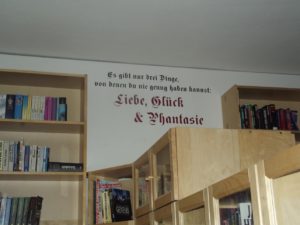 Es gibt nur drei Dinge,
von denen du nie genug haben kannst:
Liebe, Glück
& Phantasie